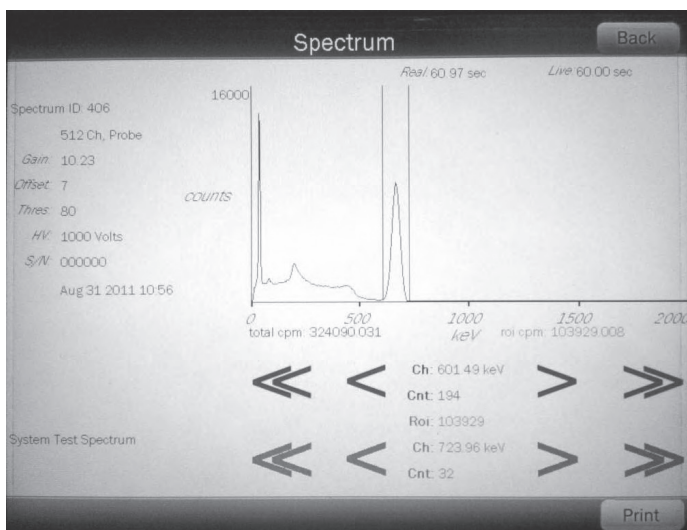 Spectrum
Back
Real: 60.97 sec
Live: 60.00 sec
Spectrum ID: 406
512 Ch, Probe
Gain: 10.23
Offset: 7
Thres: 80
HV: 1000 Volts
S/N: 000000
Aug 31 2011 10:56
16000
counts
0 500 1000 1500 2000
keV
total cpm: 324090.031
roi cpm: 103929.008
Ch: 601.49 keV
Cnt: 194
Roi: 103929
Ch: 723.96 keV
Cnt: 32
System Test Spectrum
Print